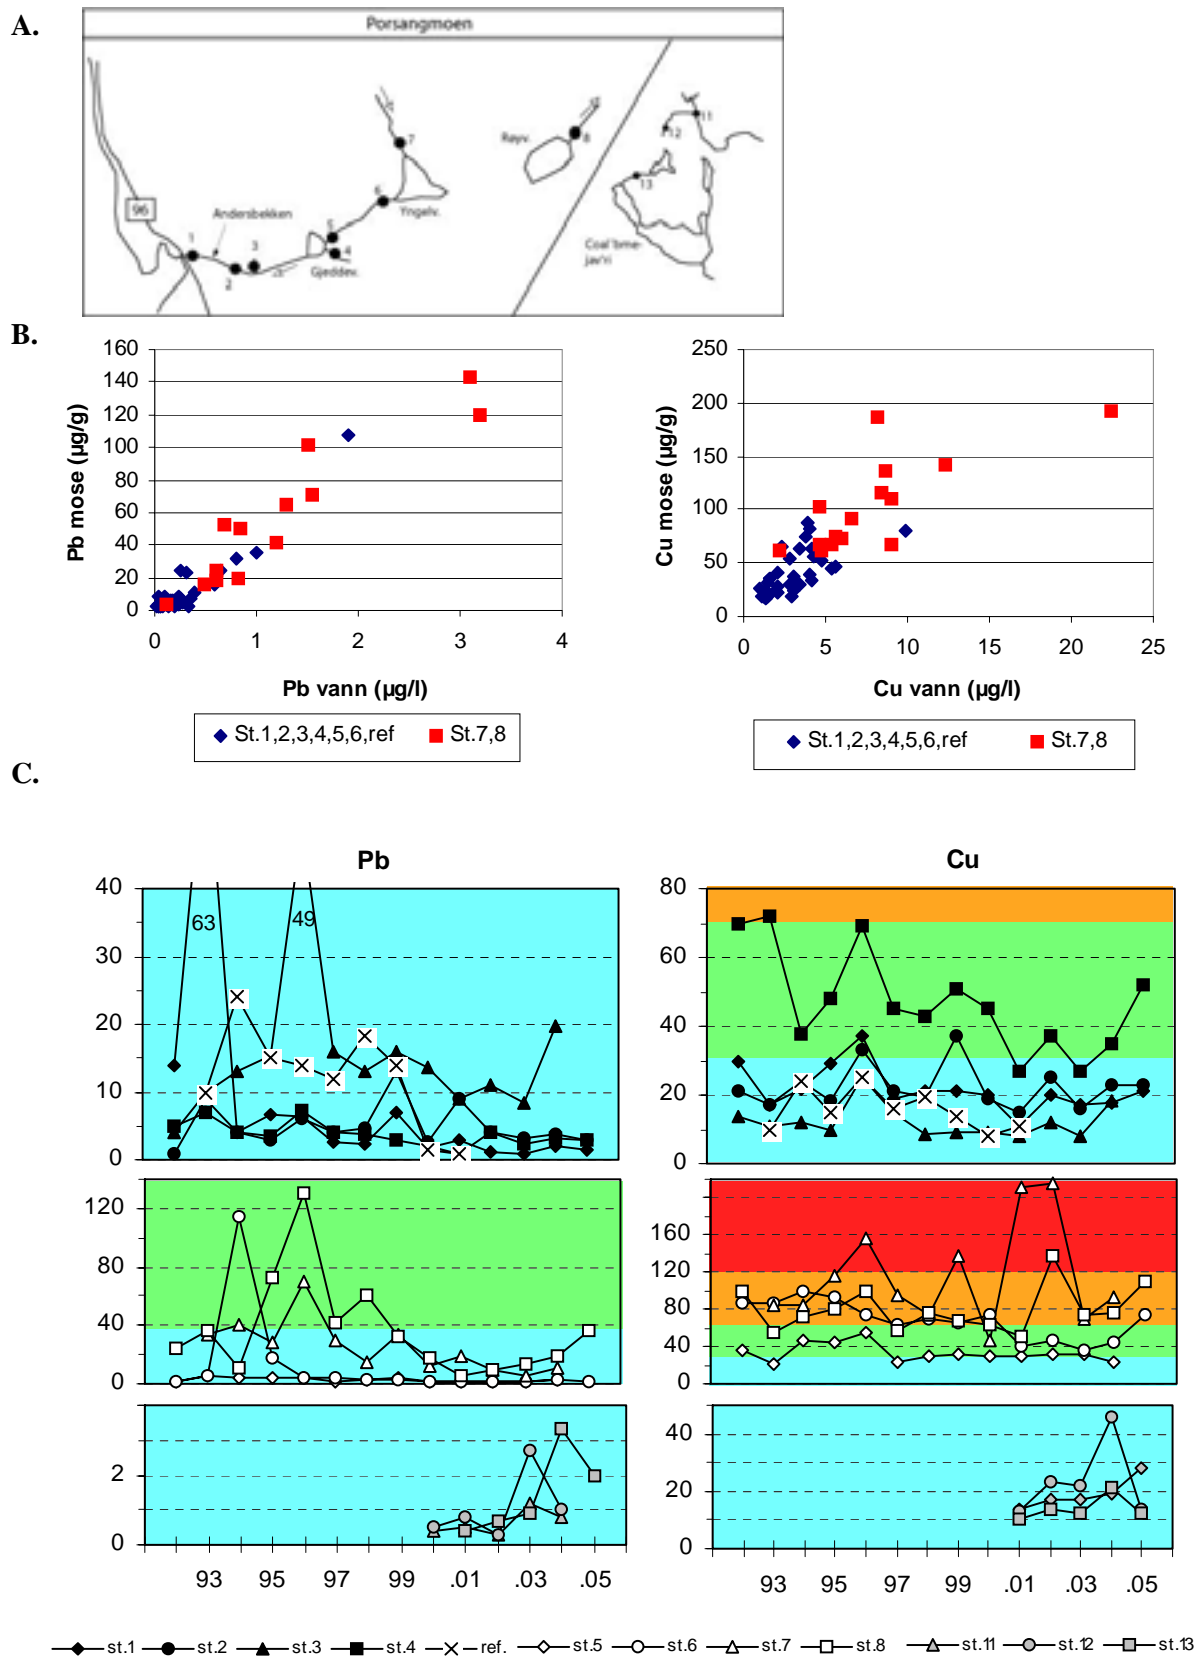 A.
Porsangmoen
96
Andersbekken
1
2
3
4
5
6
7
Gjeddev.
Yngelv.
Røyv.
8
11
12
13
Coal'bme-
jav'ri
B.
160
140
120
100
80
60
40
20
0
Pb mose (µg/g)
0 1 2 3 4
Pb vann (µg/l)
St.1,2,3,4,5,6,ref St.7,8
250
200
150
100
50
0
Cu mose (µg/g)
0 5 10 15 20 25
Cu vann (µg/l)
St.1,2,3,4,5,6,ref St.7,8
C.
Pb
40
30
20
10
0
63
49
120
80
40
0
2
0
93 95 97 99 .01 .03 .05
Cu
80
60
40
20
0
160
120
80
40
0
40
20
0
93 95 97 99 .01 .03 .05
st.1 st.2 st.3 st.4 ref. st.5 st.6 st.7 st.8 st.11 st.12 st.13